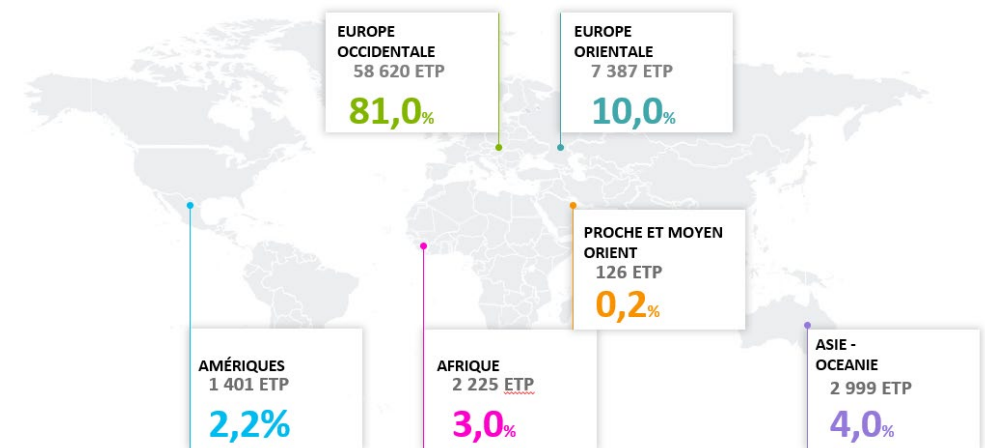 EUROPE
OCCIDENTALE
58 620 ETP
81,0%
EUROPE
ORIENTALE
7 387 ETP
10,0%
PROCHE ET MOYEN
ORIENT
126 ETP
0,2%
AMÉRIQUES
1 401 ETP
2,2%
AFRIQUE
2 225 ETP
3,0%
ASIE -
OCEANIE
2 999 ETP
4,0%